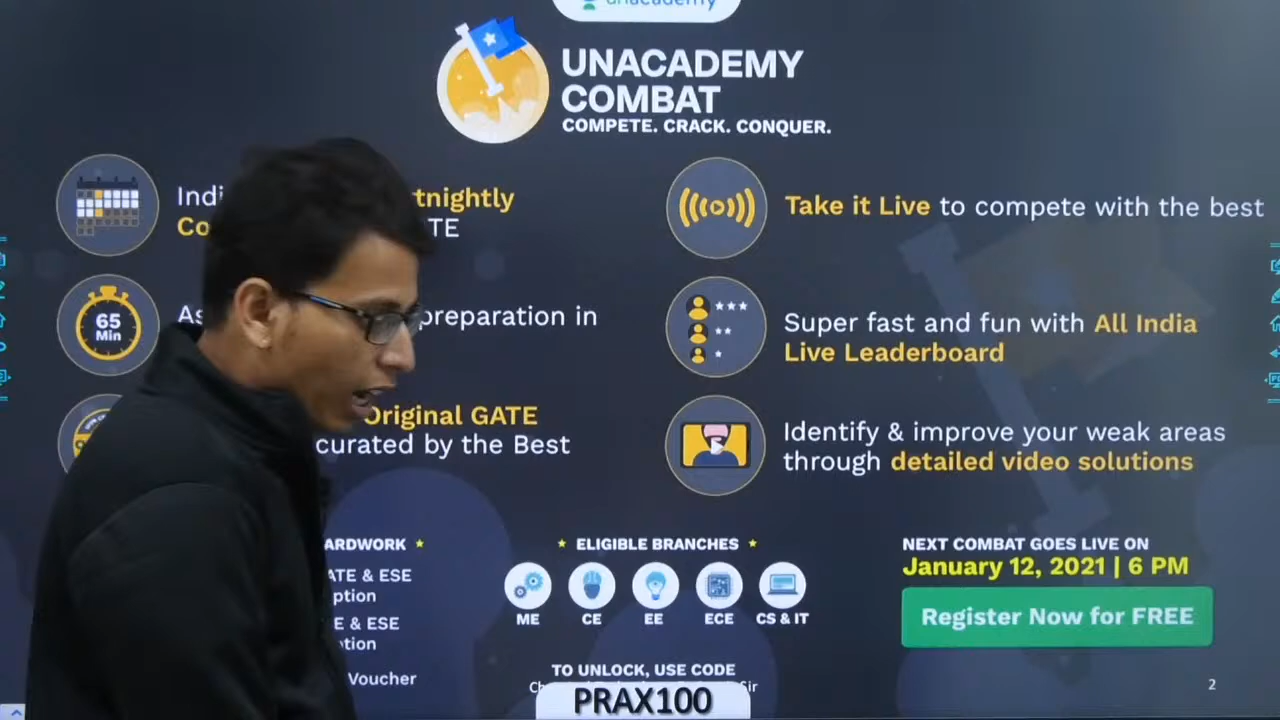 unacademy
UNACADEMY
COMBAT
COMPETE. CRACK. CONQUER.
tnightly
Co
TE
65
Min
As
preparation in
Original GATE
curated by the Best
Take it Live to compete with the best
Super fast and fun with All India
Live Leaderboard
Identify & improve your weak areas
through detailed video solutions
ARDWORK
ATE & ESE
ption
E & ESE
tion
Voucher
ELIGIBLE BRANCHES
ME CE EE ECE CS & IT
TO UNLOCK, USE CODE
PRAX100
NEXT COMBAT GOES LIVE ON
January 12, 2021 | 6 PM
Register Now for FREE
2